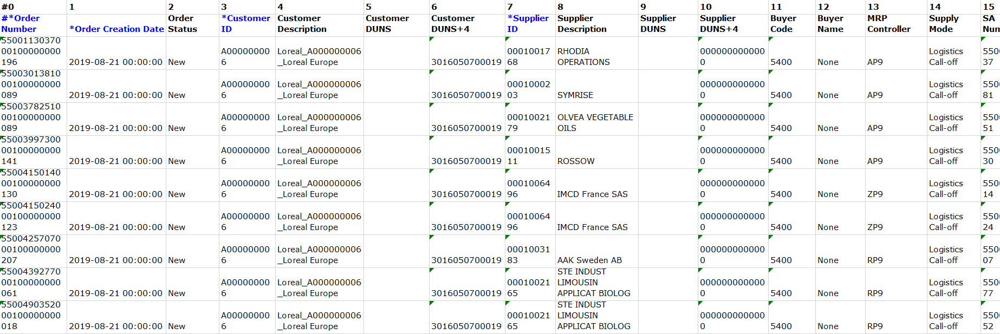 #0 1 2 3 4 5 6 7 8 9 10 11 12 13 14 15
#*Order Number *Order Creation Date Order Status *Customer ID Customer Description Customer DUNS Customer DUNS+4 *Supplier ID Supplier Description Supplier DUNS Supplier DUNS+4 Buyer Code Buyer Name MRP Controller Supply Mode SA Num
55001130370 00100000000 196 2019-08-21 00:00:00 New A00000000 6 Loreal_A000000006 _Loreal Europe 3016050700019 00010017 68 RHODIA OPERATIONS 000000000000 0 5400 None AP9 Logistics Call-off 550 37
55003013810 00100000000 089 2019-08-21 00:00:00 New A00000000 6 Loreal_A000000006 _Loreal Europe 3016050700019 00010002 03 SYMRISE 000000000000 0 5400 None AP9 Logistics Call-off 550 81
55003782510 00100000000 089 2019-08-21 00:00:00 New A00000000 6 Loreal_A000000006 _Loreal Europe 3016050700019 00010021 79 OLVEA VEGETABLE OILS 000000000000 0 5400 None AP9 Logistics Call-off 550 51
55003997300 00100000000 141 2019-08-21 00:00:00 New A00000000 6 Loreal_A000000006 _Loreal Europe 3016050700019 00010015 11 ROSSOW 000000000000 0 5400 None AP9 Logistics Call-off 550 30
55004150140 00100000000 130 2019-08-21 00:00:00 New A00000000 6 Loreal_A000000006 _Loreal Europe 3016050700019 00010064 96 IMCD France SAS 000000000000 0 5400 None ZP9 Logistics Call-off 550 14
55004150240 00100000000 123 2019-08-21 00:00:00 New A00000000 6 Loreal_A000000006 _Loreal Europe 3016050700019 00010064 96 IMCD France SAS 000000000000 0 5400 None ZP9 Logistics Call-off 550 24
55004257070 00100000000 207 2019-08-21 00:00:00 New A00000000 6 Loreal_A000000006 _Loreal Europe 3016050700019 00010031 83 AAK Sweden AB 000000000000 0 5400 None RP9 Logistics Call-off 550 07
55004392770 00100000000 061 2019-08-21 00:00:00 New A00000000 6 Loreal_A000000006 _Loreal Europe 3016050700019 00010021 65 STE INDUST LIMOUSIN APPLICAT BIOLOG 000000000000 0 5400 None RP9 Logistics Call-off 550 77
55004903520 00100000000 018 2019-08-21 00:00:00 New A00000000 6 Loreal_A000000006 _Loreal Europe 3016050700019 00010021 65 STE INDUST LIMOUSIN APPLICAT BIOLOG 000000000000 0 5400 None RP9 Logistics Call-off 550 52